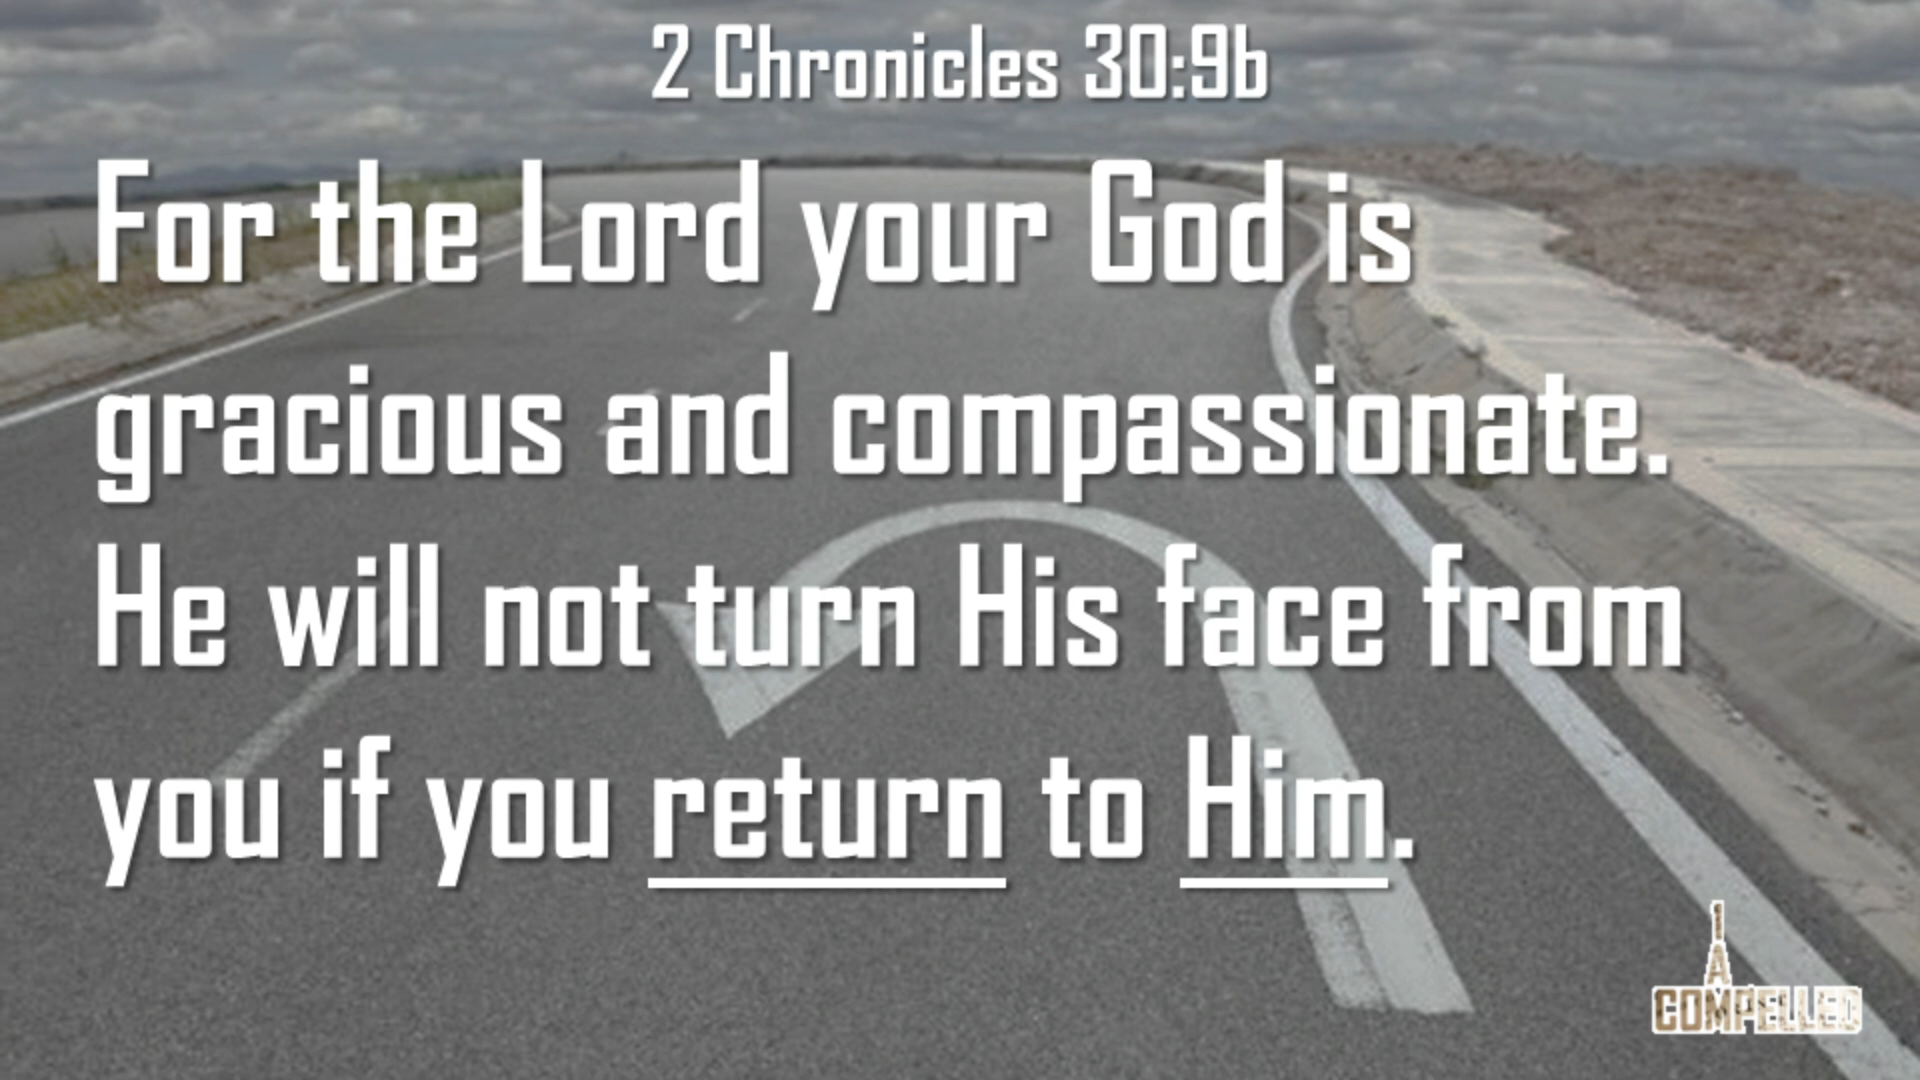 2 Chronicles 30:9b
For the Lord your God is
gracious and compassionate.
He will not turn His face from
you if you return to Him.
I
A
COMPELLED